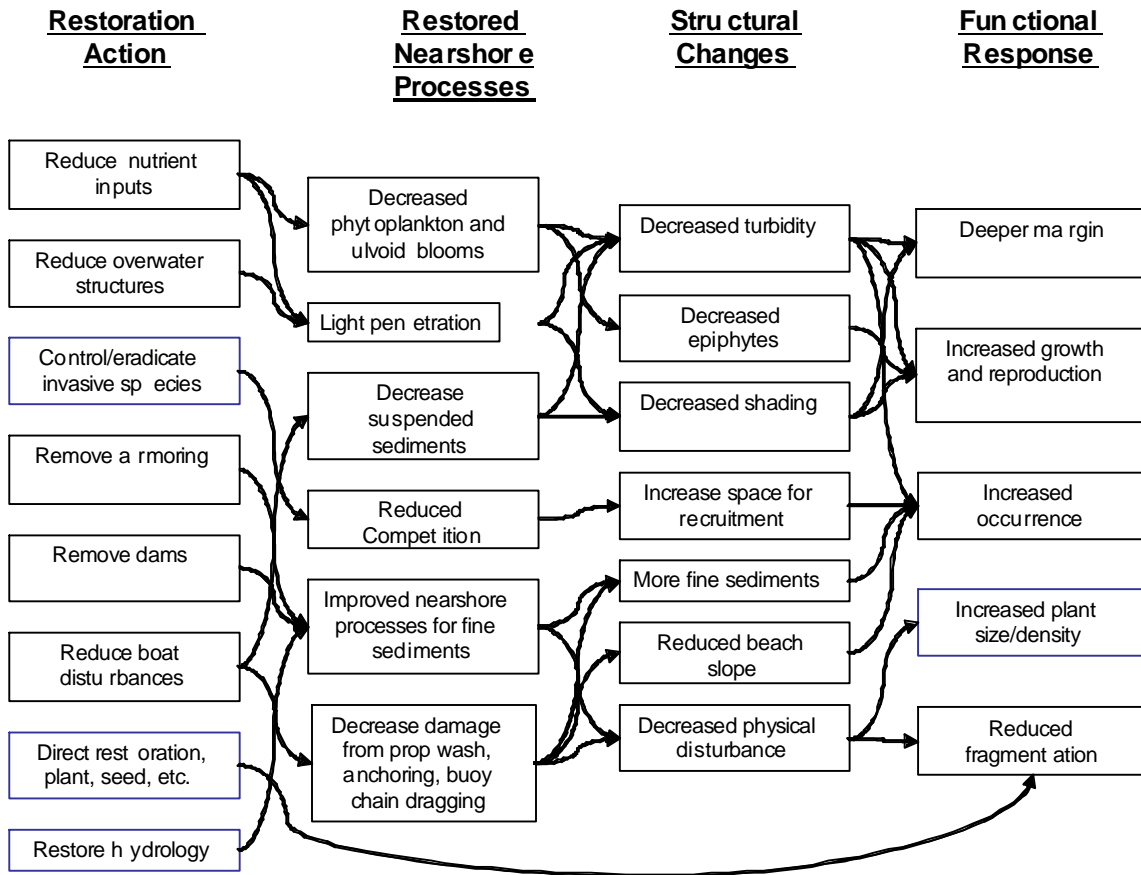 Restoration
Action
Restored
Nearshore
Processes
Structural
Changes
Functional
Response
Reduce nutrient
inputs
Reduce overwater
structures
Control/eradicate
invasive species
Remove armoring
Remove dams
Reduce boat
disturbances
Direct restoration,
plant, seed, etc.
Restore hydrology
Decreased
phytoplankton and
ulvoid blooms
Light penetration
Decrease
suspended
sediments
Reduced
Competition
Improved nearshore
processes for fine
sediments
Decrease damage
from prop wash,
anchoring, buoy
chain dragging
Decreased turbidity
Decreased
epiphytes
Decreased shading
Increase space for
recruitment
More fine sediments
Reduced beach
slope
Decreased physical
disturbance
Deeper margin
Increased growth
and reproduction
Increased
occurrence
Increased plant
size/density
Reduced
fragmentation